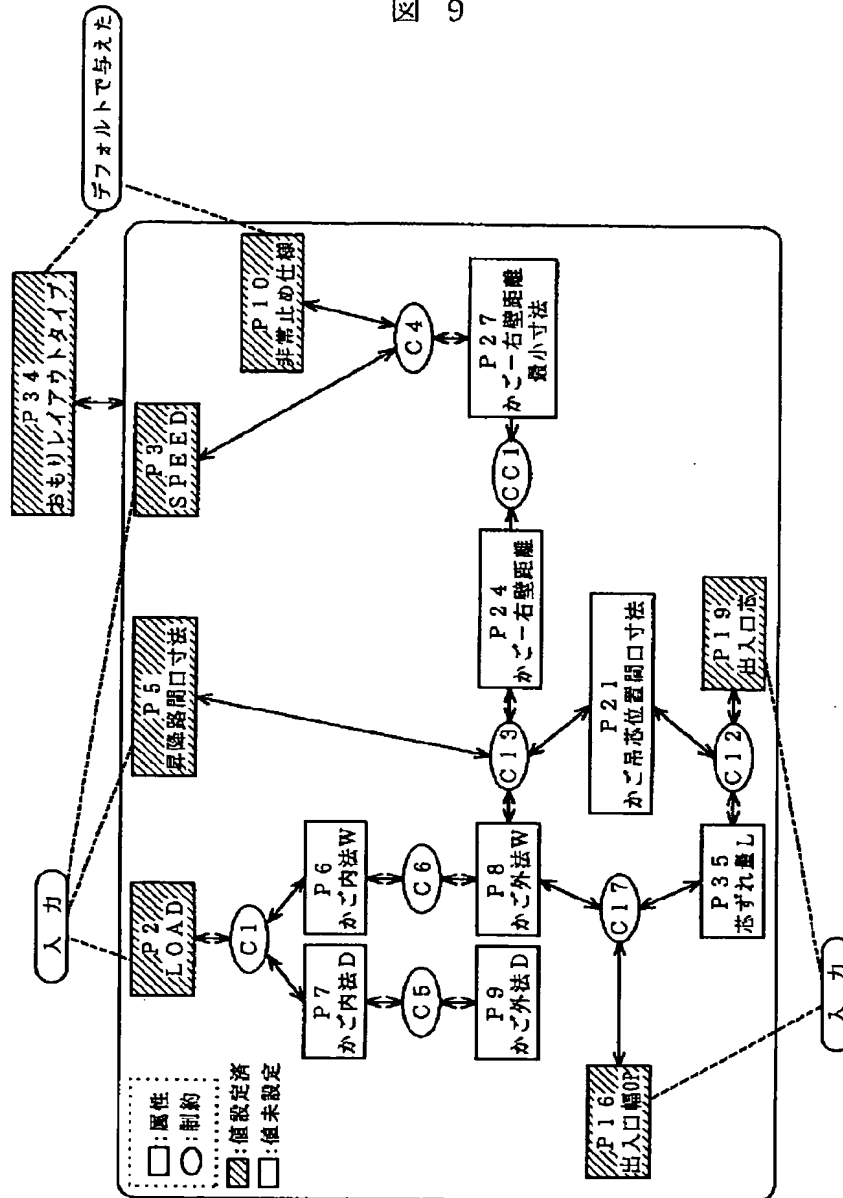 図 9
入 力
デフォルトで与えた
□:属性
○:制約
:値設定済
□:値未設定
P34
おもりレイアウトタイプ
P2
LOAD
P5
昇降路間口寸法
P3
SPEED
P10
非常止め仕様
C1
C4
P7
かご内法D
P6
かご内法W
C5
C6
P9
かご外法D
P8
かご外法W
C13
P24
かご−右壁距離
CC1
P27
かご−右壁距離
最小寸法
C17
P21
かご吊芯位置間口寸法
P16
出入口幅OP
P35
芯ずれ量L
C12
P19
出入口芯
入 力